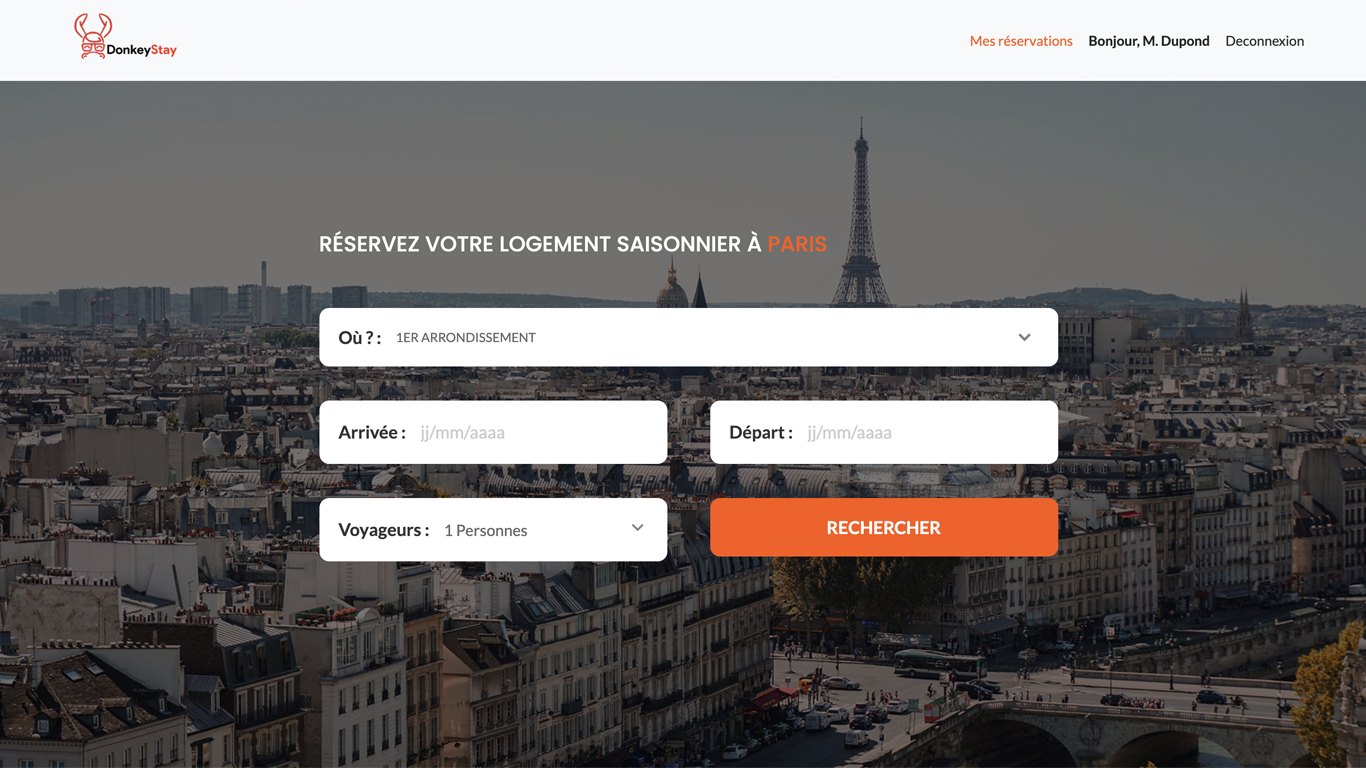 DonkeyStay
Mes réservations Bonjour, M. Dupond Deconnexion
RÉSERVEZ VOTRE LOGEMENT SAISONNIER À PARIS
Où ? : 1ER ARRONDISSEMENT
Arrivée : jj/mm/aaaa
Départ : jj/mm/aaaa
Voyageurs : 1 Personnes
RECHERCHER